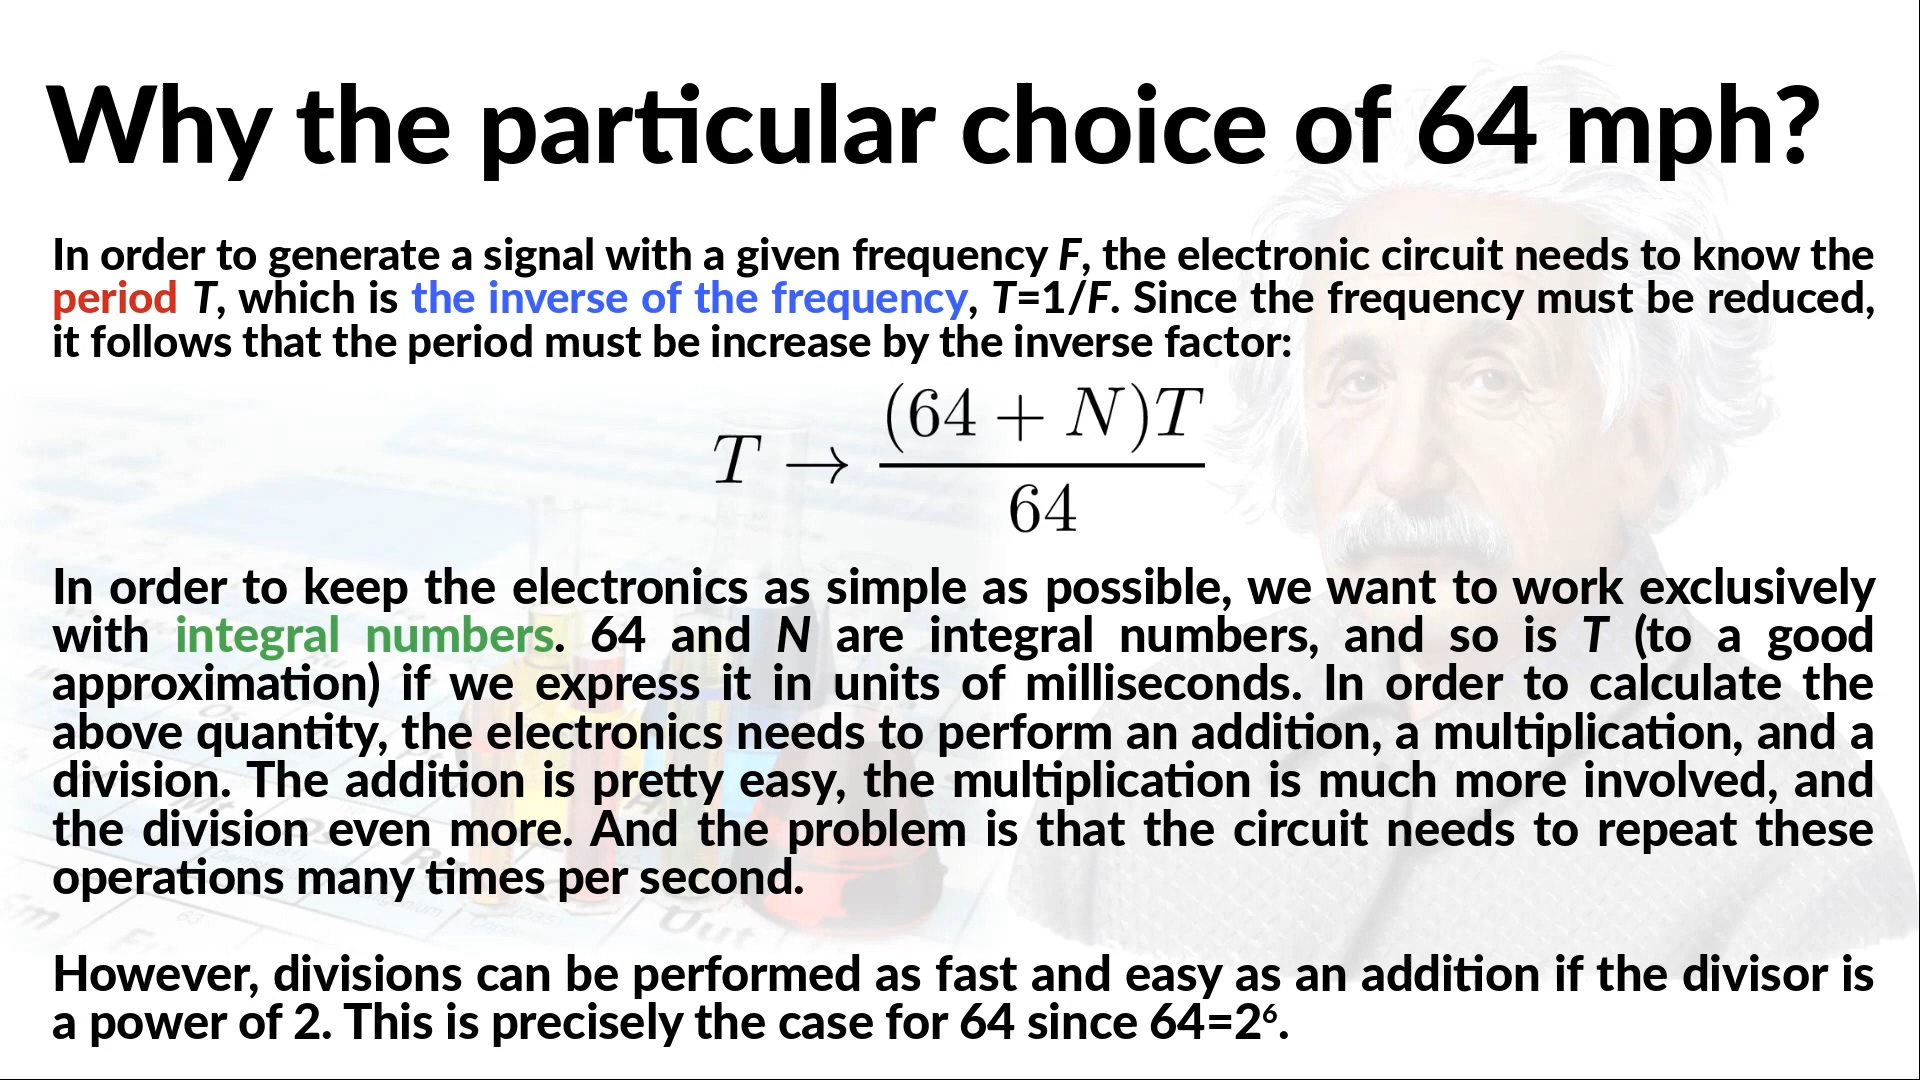 Why the particular choice of 64 mph?
In order to generate a signal with a given frequency F, the electronic circuit needs to know the
period T, which is the inverse of the frequency, T=1/F. Since the frequency must be reduced,
it follows that the period must be increase by the inverse factor:
T → (64 + N)T / 64
In order to keep the electronics as simple as possible, we want to work exclusively
with integral numbers. 64 and N are integral numbers, and so is T (to a good
approximation) if we express it in units of milliseconds. In order to calculate the
above quantity, the electronics needs to perform an addition, a multiplication, and a
division. The addition is pretty easy, the multiplication is much more involved, and
the division even more. And the problem is that the circuit needs to repeat these
operations many times per second.
However, divisions can be performed as fast and easy as an addition if the divisor is
a power of 2. This is precisely the case for 64 since 64=2⁶.